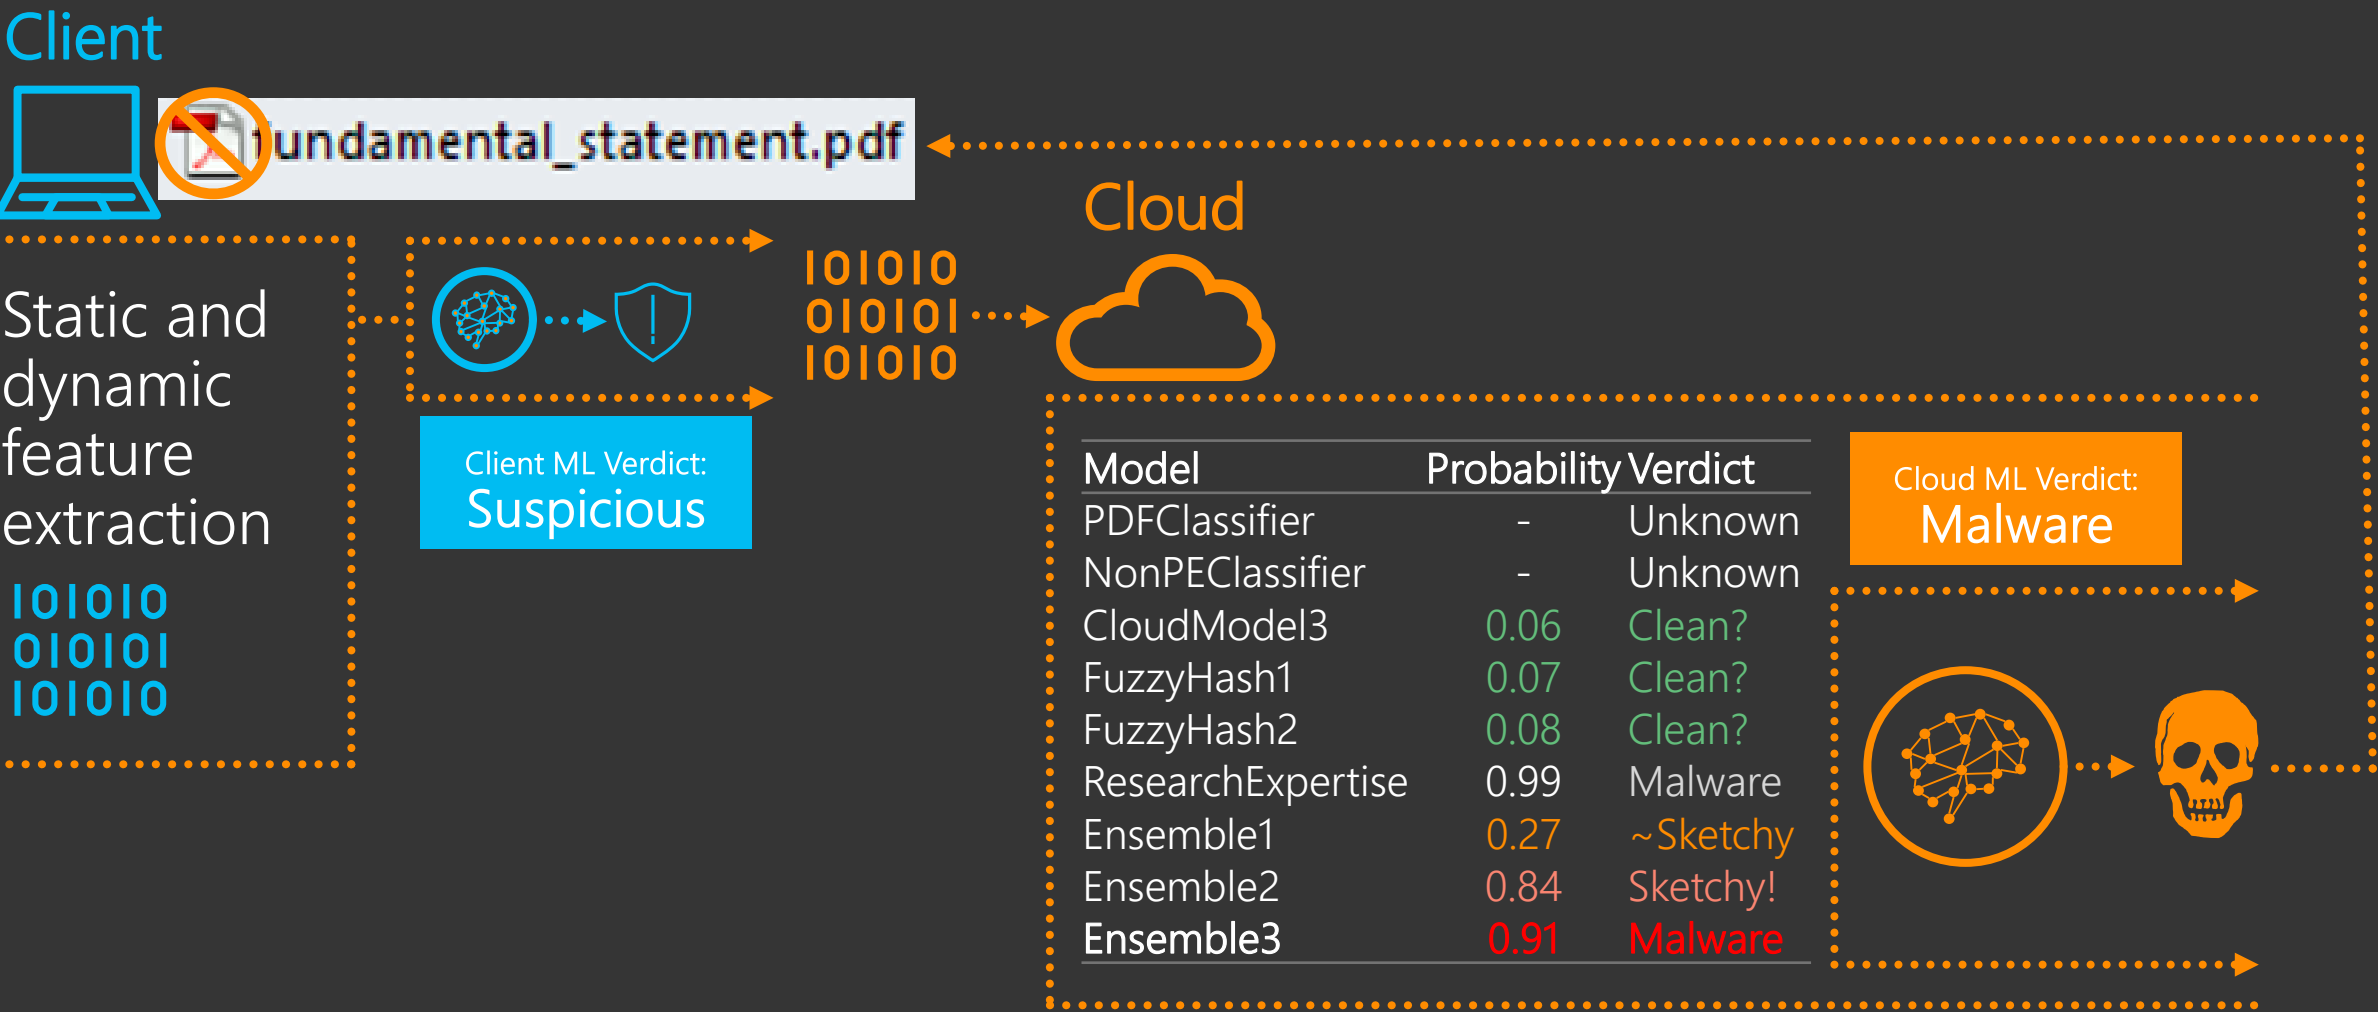 Client
fundamental_statement.pdf
Cloud
Static and
dynamic
feature
extraction
101010
010101
101010
Client ML Verdict:
Suspicious
101010
010101
101010
Model Probability Verdict
PDFClassifier - Unknown
NonPEClassifier - Unknown
CloudModel3 0.06 Clean?
FuzzyHash1 0.07 Clean?
FuzzyHash2 0.08 Clean?
ResearchExpertise 0.99 Malware
Ensemble1 0.27 ~Sketchy
Ensemble2 0.84 Sketchy!
Ensemble3 0.91 Malware
Cloud ML Verdict:
Malware